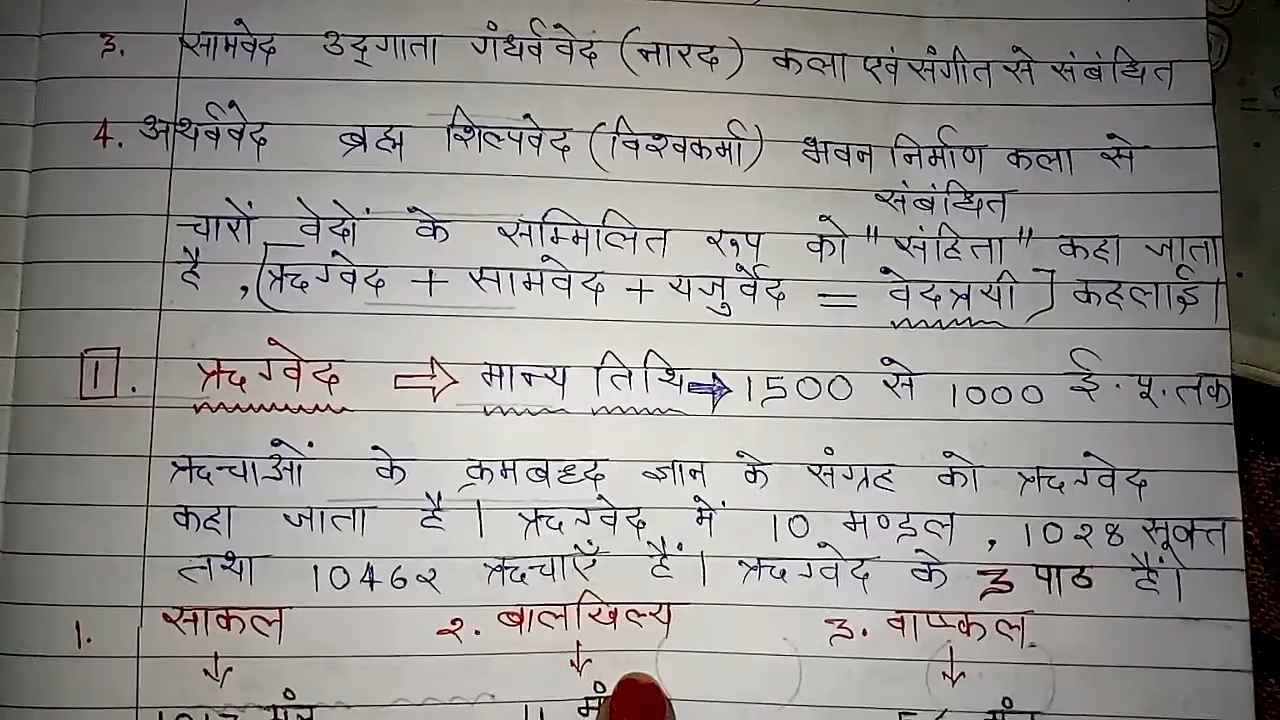 3. सामवेद उद्गाता गंधर्ववेद (नारद) कला एवं संगीत से संबंधित
4. अथर्ववेद ब्रह्म शिल्पवेद (विश्वकर्मा) भवन निर्माण कला से
संबंधित
चारों वेदों के सम्मिलित रूप को "संहिता" कहा जाता
है, [ऋग्वेद + सामवेद + यजुर्वेद = वेदत्रयी] कहलाई।
1. ऋग्वेद ⇒ मान्य तिथि → 1500 से 1000 ई. पू. तक
ऋचाओं के क्रमबध्द ज्ञान के संग्रह को ऋग्वेद
कहा जाता है। ऋग्वेद में 10 मण्डल, 1028 सूक्त
तथा 10462 ऋचाएँ हैं। ऋग्वेद के 3 पाठ हैं।
1. साकल २. बालखिल्य 3. वाष्कल
↓ ↓ ↓